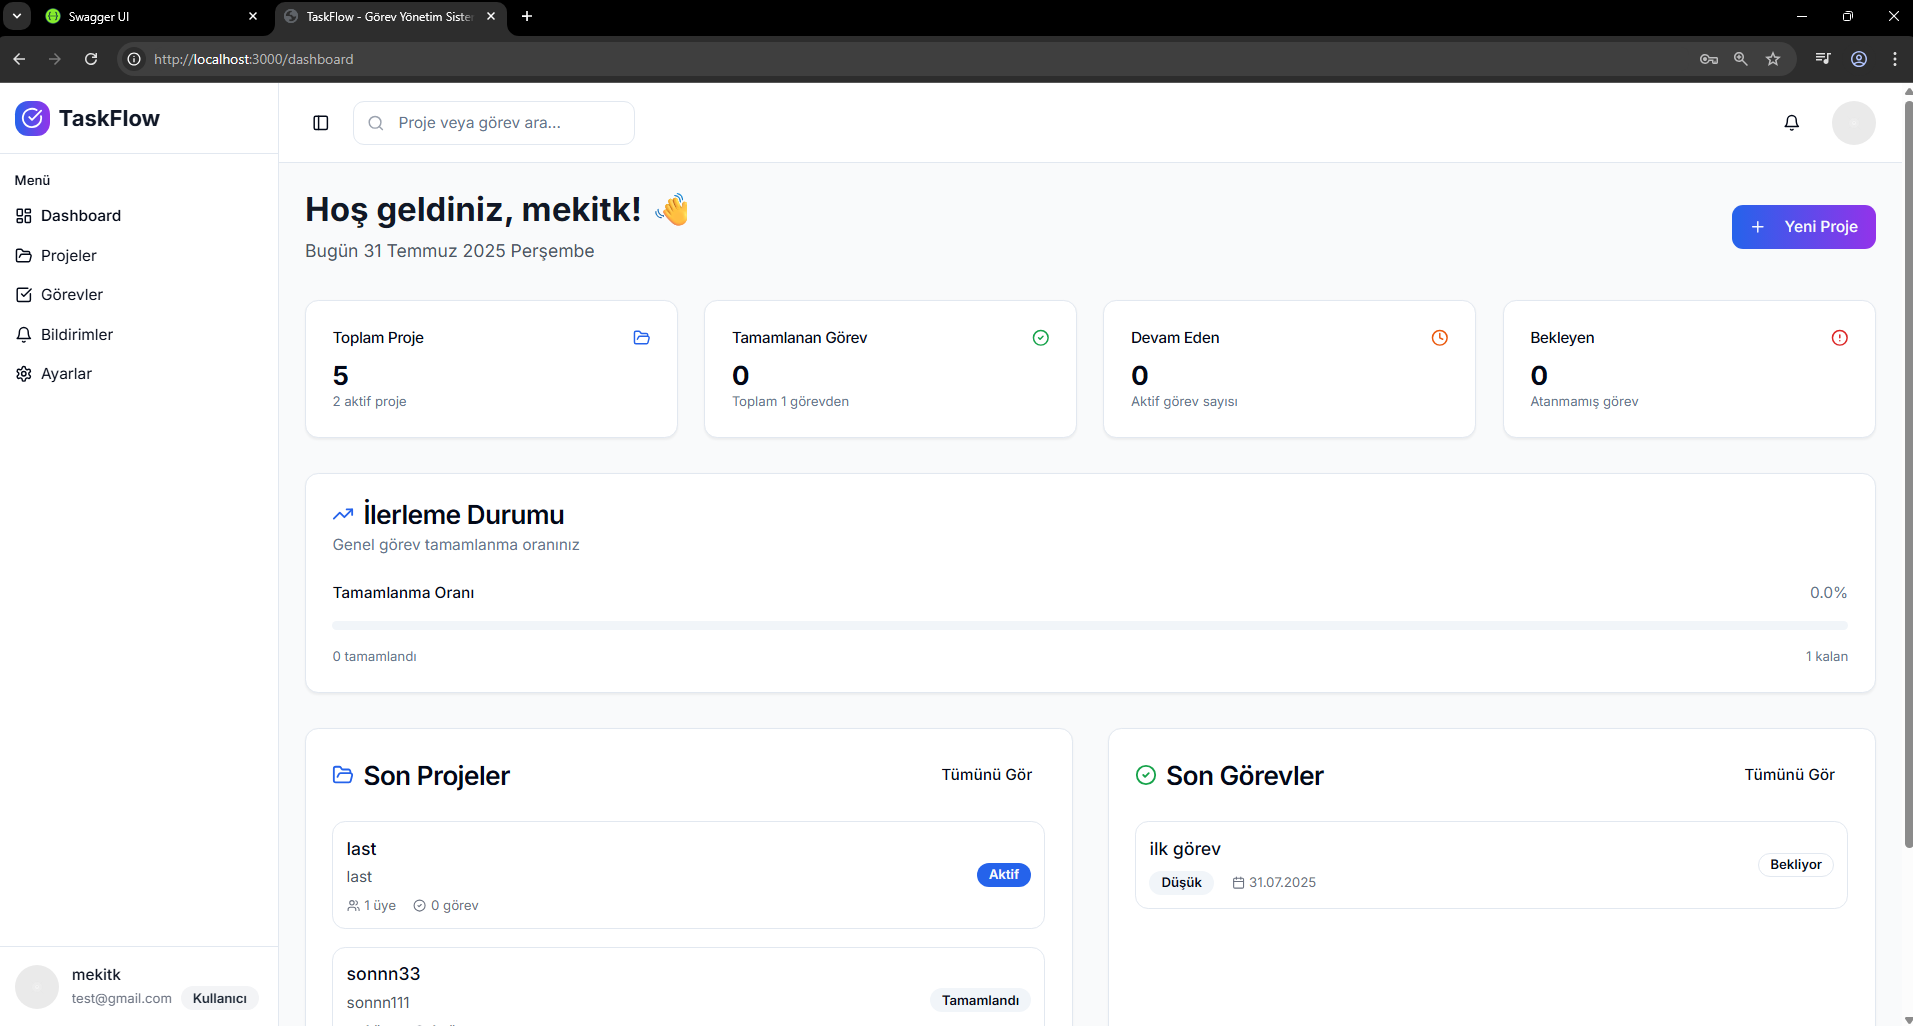 Swagger UI
TaskFlow - Görev Yönetim Sister
http://localhost:3000/dashboard
TaskFlow
Proje veya görev ara...
Menü
Dashboard
Projeler
Görevler
Bildirimler
Ayarlar
Hoş geldiniz, mekitk! 👋
Bugün 31 Temmuz 2025 Perşembe
+ Yeni Proje
Toplam Proje
5
2 aktif proje
Tamamlanan Görev
0
Toplam 1 görevden
Devam Eden
0
Aktif görev sayısı
Bekleyen
0
Atanmamış görev
İlerleme Durumu
Genel görev tamamlanma oranınız
Tamamlanma Oranı
0.0%
0 tamamlandı
1 kalan
Son Projeler
Tümünü Gör
last
last
Aktif
1 üye
0 görev
sonnn33
sonnn111
Tamamlandı
Son Görevler
Tümünü Gör
ilk görev
Düşük
31.07.2025
Bekliyor
mekitk
test@gmail.com
Kullanıcı